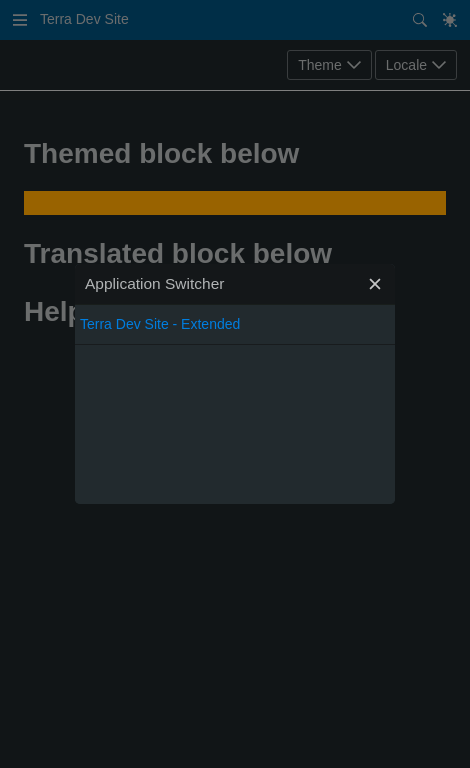 Terra Dev Site
Theme
Locale
Themed block below
Translated block below
Help
Application Switcher
Terra Dev Site - Extended